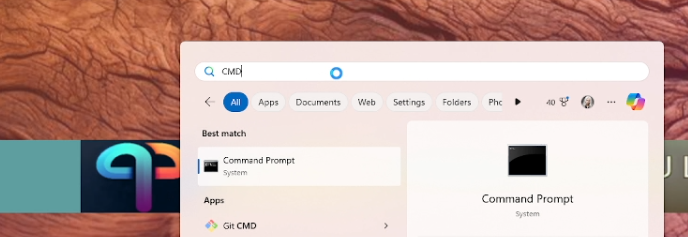 CMD
All Apps Documents Web Settings Folders Phc 40 ...
Best match
Command Prompt
System
Apps
Git CMD
Command Prompt
System